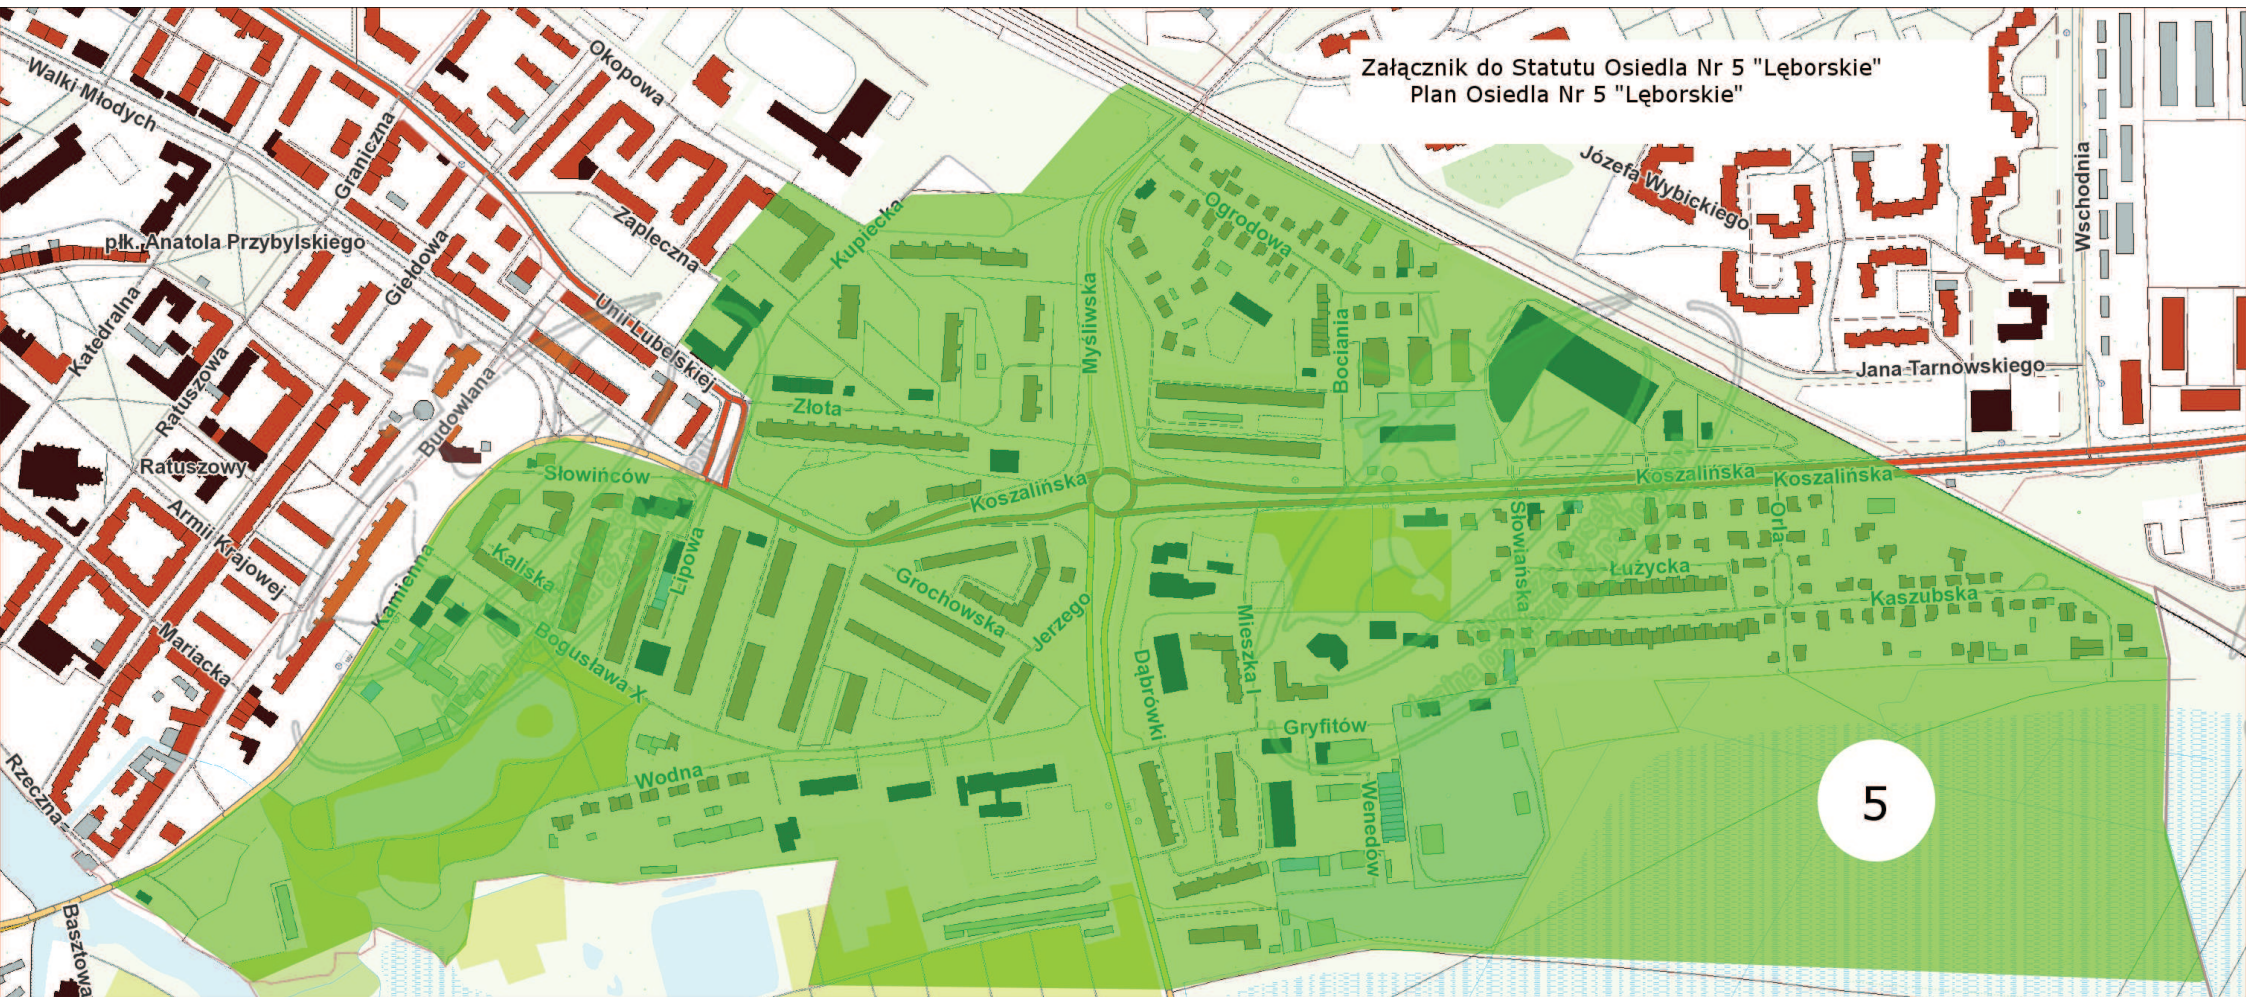 Załącznik do Statutu Osiedla Nr 5 "Lęborskie"
Plan Osiedla Nr 5 "Lęborskie"
Walki Młodych
Okopowa
Graniczna
Józefa Wybickiego
Wschodnia
Zapleczna
Kupiecka
Ogrodowa
płk. Anatola Przybylskiego
Giełdowa
Katedralna
Unii Lubelskiej
Myśliwska
Bociania
Jana Tarnowskiego
Ratuszowa
Budowlana
Złota
Ratuszowy
Słowińców
Koszalińska
Koszalińska
Koszalińska
Armii Krajowej
Kamienna
Kaliska
Lipowa
Grochowska
Jerzego
Słowiańska
Orla
Łużycka
Kaszubska
Mariacka
Bogusława X
Mieszka I
Dąbrówki
Gryfitów
Wodna
Wenedów
Rzeczna
5
Basztowa